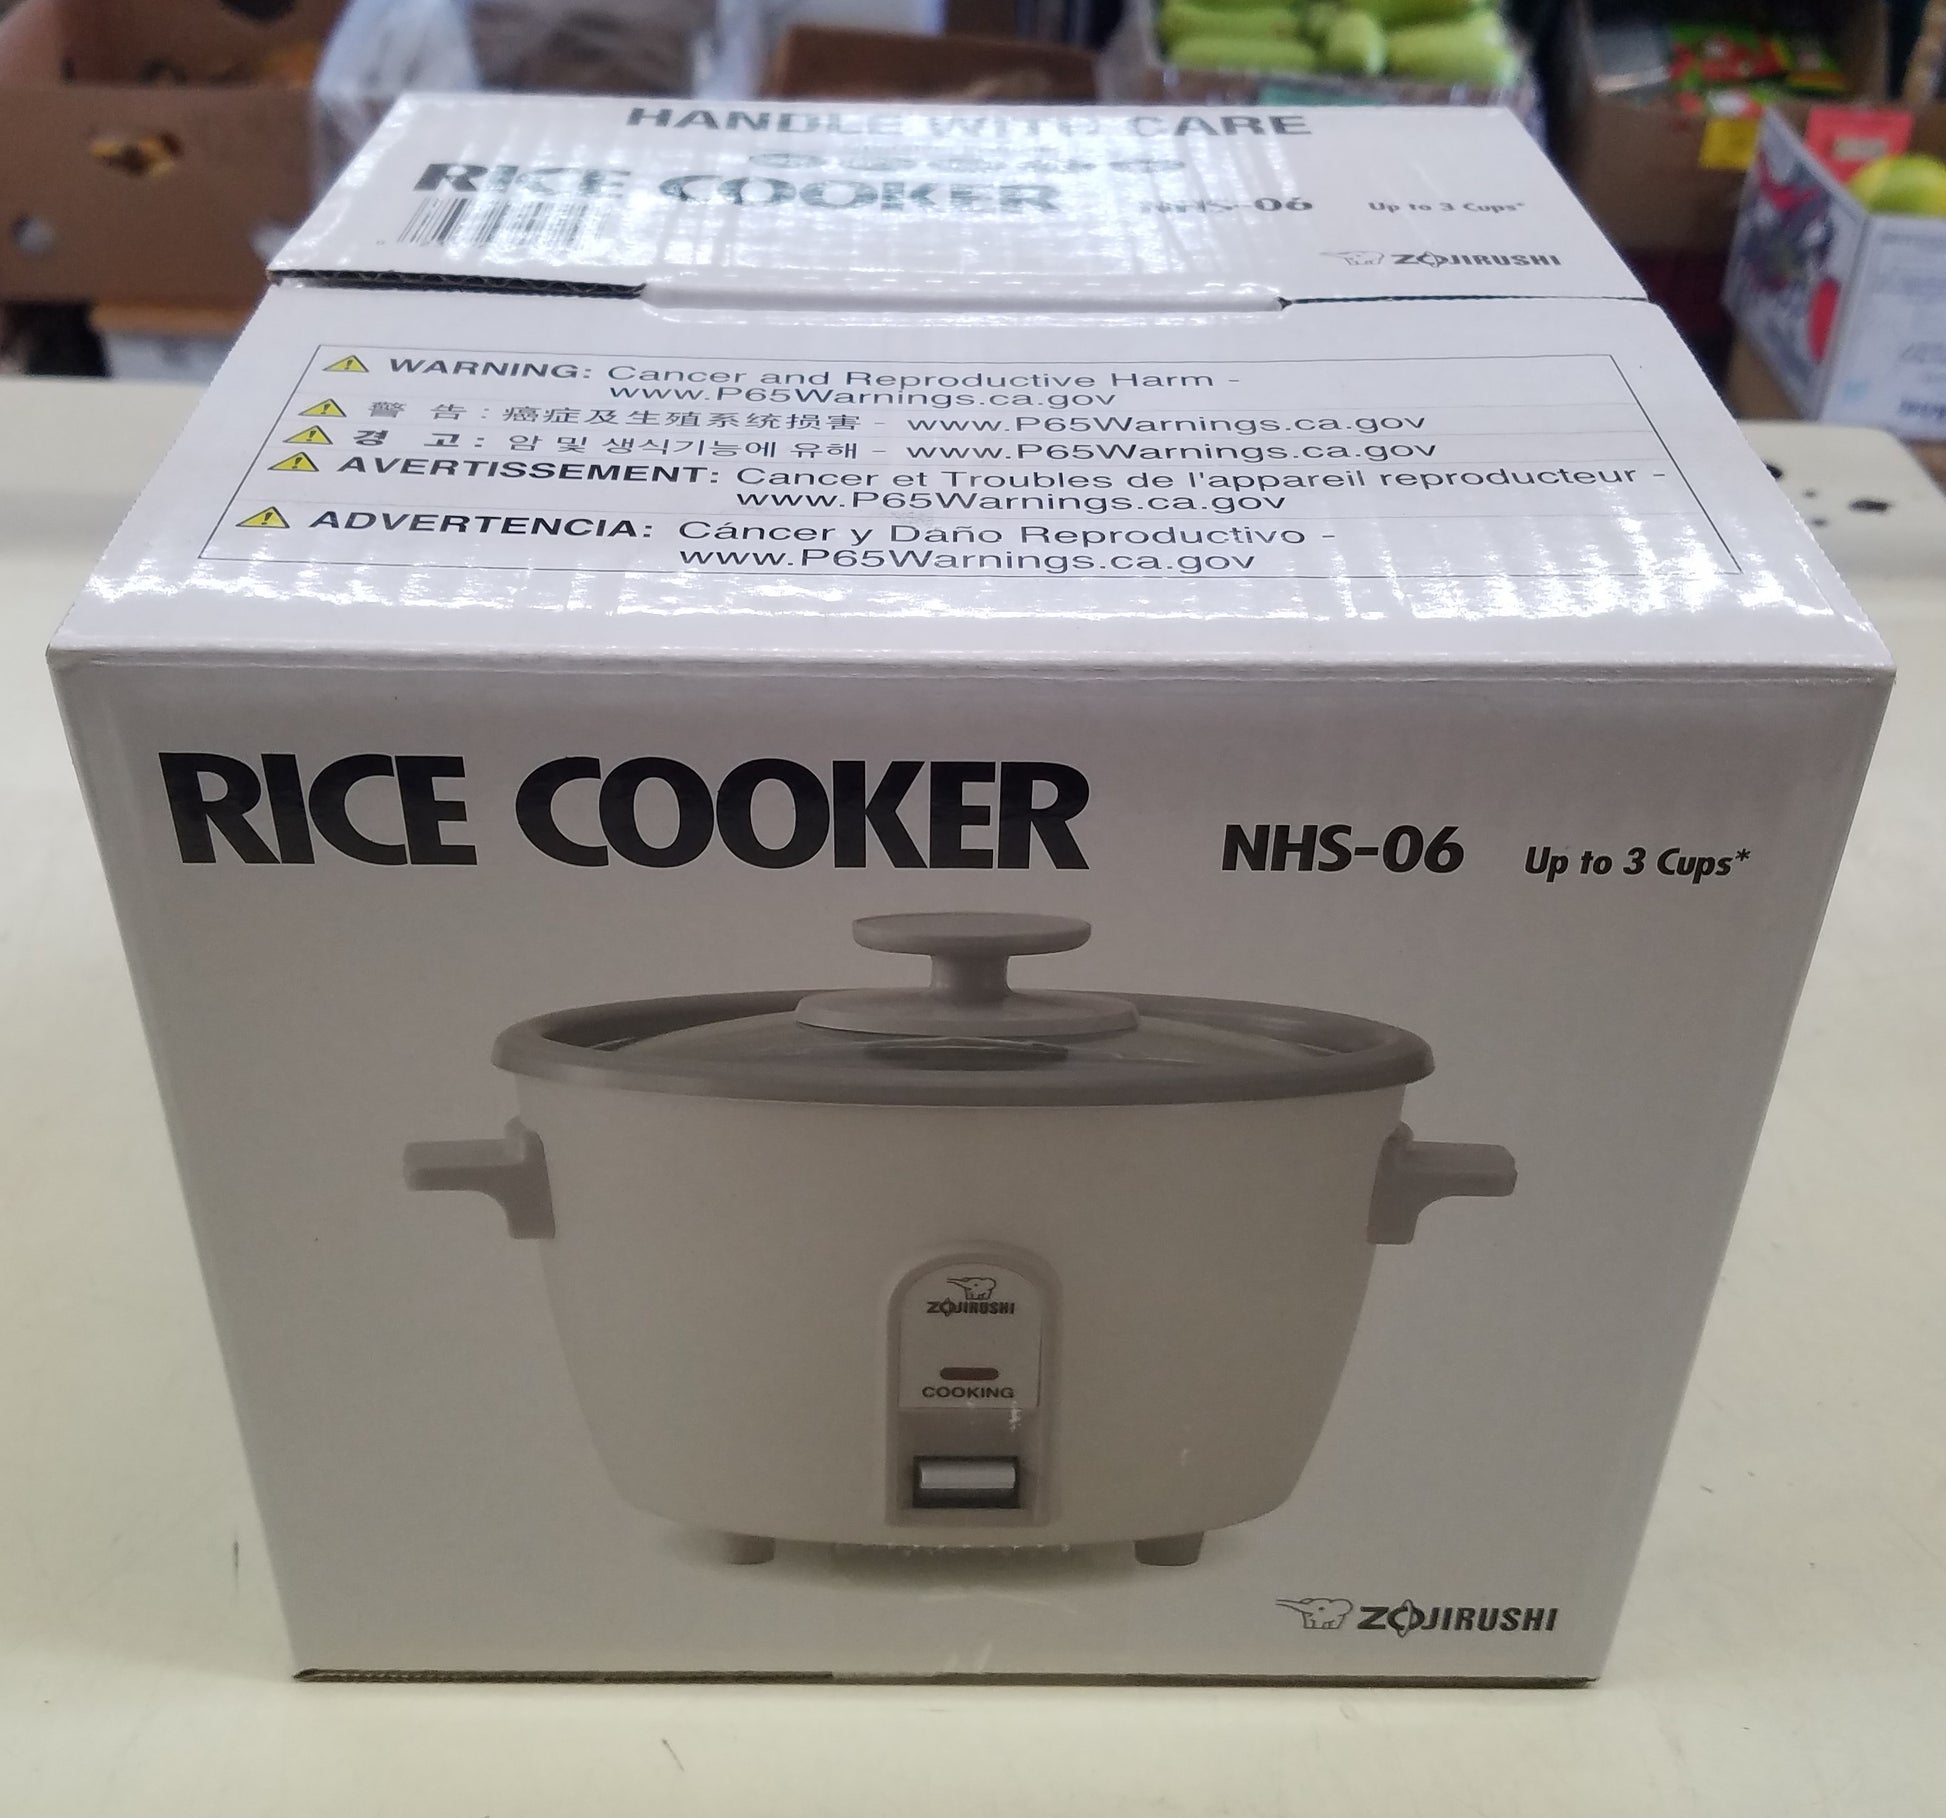 HANDLE WITH CARE
RICE COOKER NHS-06 Up to 3 Cups*
ZOJIRUSHI
⚠ WARNING: Cancer and Reproductive Harm -
www.P65Warnings.ca.gov
⚠ 警 告 : 癌症及生殖系统损害 - www.P65Warnings.ca.gov
⚠ 경 고 : 암 및 생식기능에 유해 - www.P65Warnings.ca.gov
⚠ AVERTISSEMENT: Cancer et Troubles de l'appareil reproducteur -
www.P65Warnings.ca.gov
⚠ ADVERTENCIA: Cáncer y Daño Reproductivo -
www.P65Warnings.ca.gov
RICE COOKER NHS-06 Up to 3 Cups*
ZOJIRUSHI
COOKING
ZOJIRUSHI